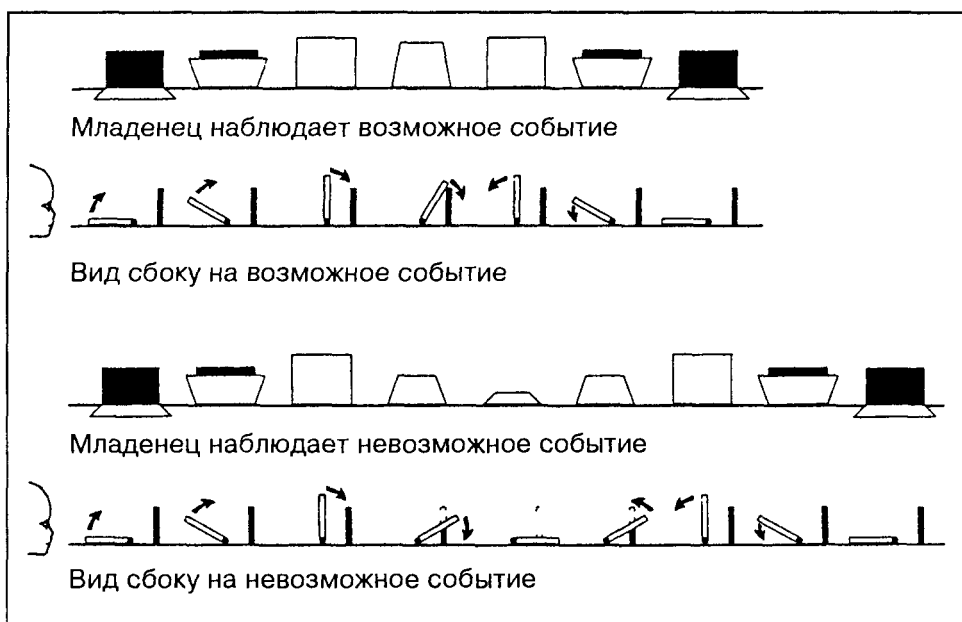 Младенец наблюдает возможное событие
Вид сбоку на возможное событие
Младенец наблюдает невозможное событие
Вид сбоку на невозможное событие